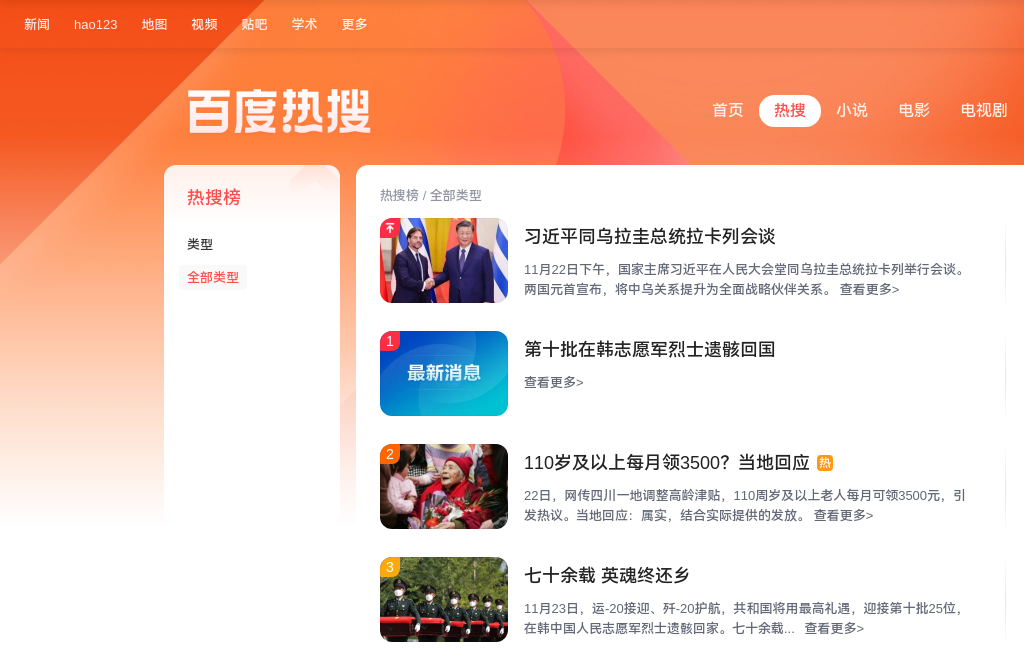 新闻 hao123 地图 视频 贴吧 学术 更多
百度热搜
首页 热搜 小说 电影 电视剧
热搜榜
类型
全部类型
热搜榜 / 全部类型
习近平同乌拉圭总统拉卡列会谈
11月22日下午，国家主席习近平在人民大会堂同乌拉圭总统拉卡列举行会谈。
两国元首宣布，将中乌关系提升为全面战略伙伴关系。 查看更多>
1
最新消息
第十批在韩志愿军烈士遗骸回国
查看更多>
2
110岁及以上每月领3500？当地回应 热
22日，网传四川一地调整高龄津贴，110周岁及以上老人每月可领3500元，引
发热议。当地回应：属实，结合实际提供的发放。 查看更多>
3
七十余载 英魂终还乡
11月23日，运-20接迎、歼-20护航，共和国将用最高礼遇，迎接第十批25位，
在韩中国人民志愿军烈士遗骸回家。七十余载... 查看更多>